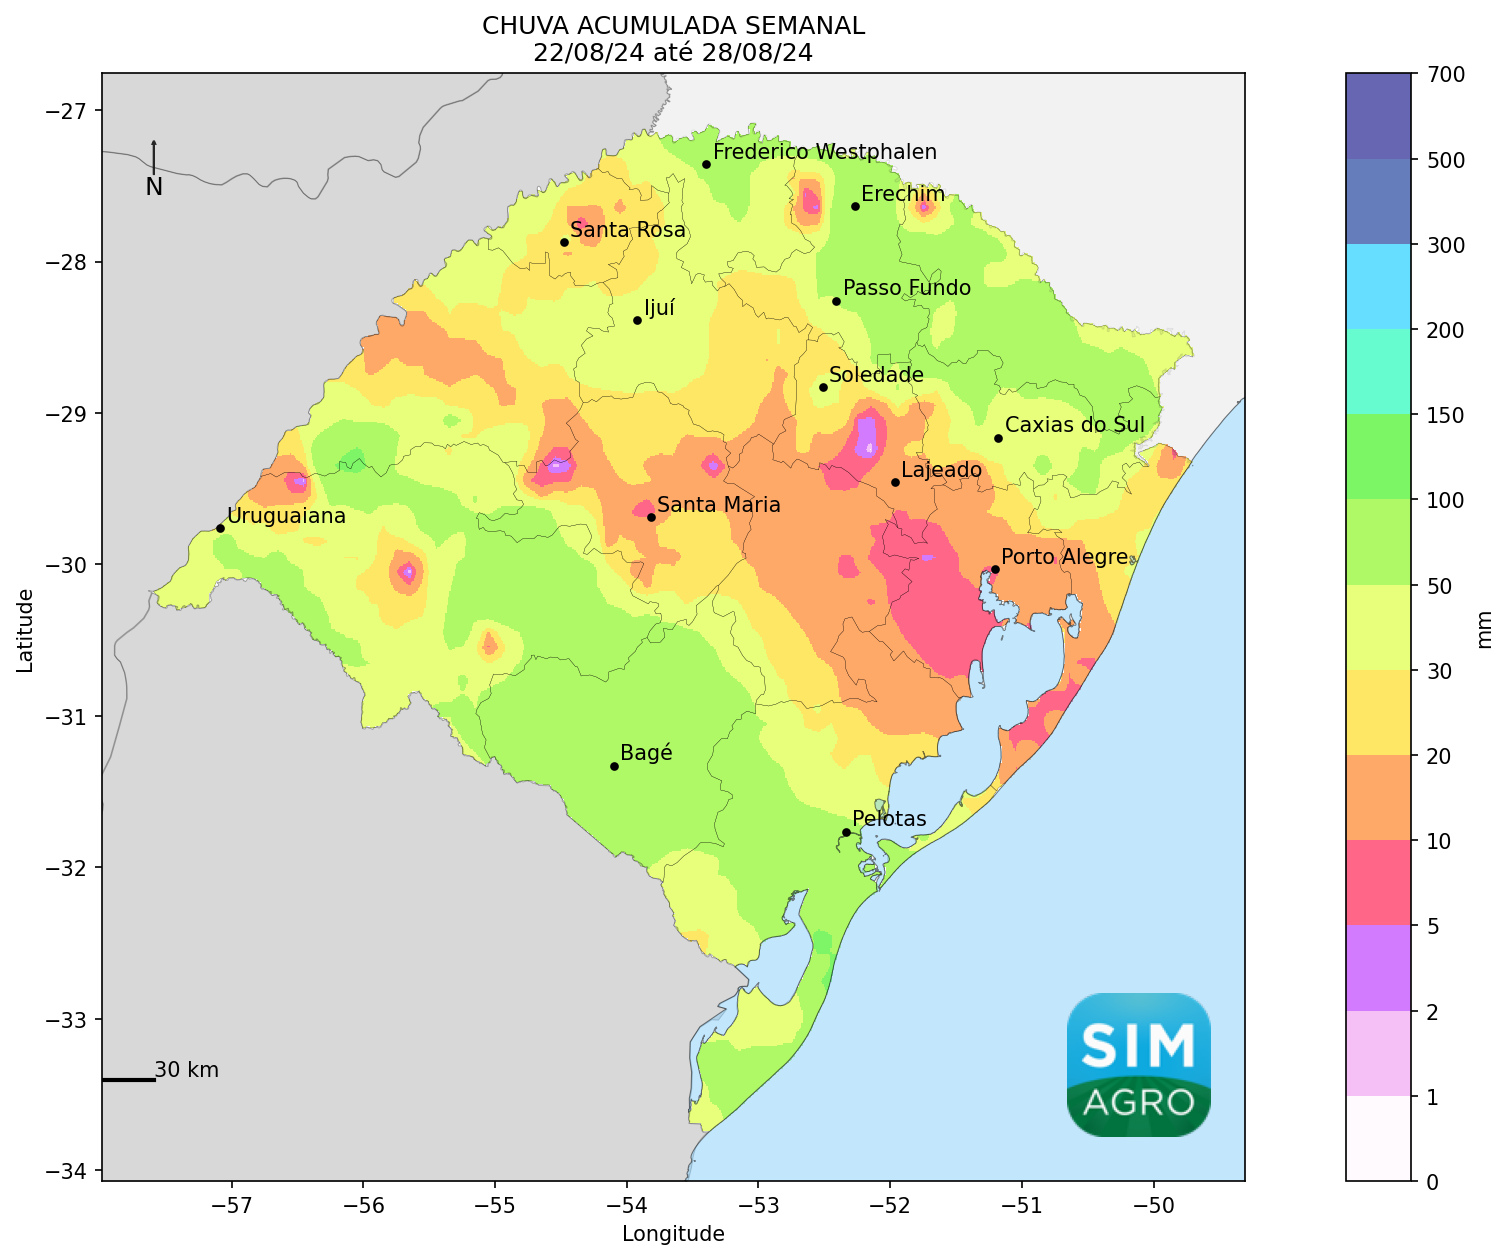 CHUVA ACUMULADA SEMANAL
22/08/24 até 28/08/24
−27
−28
−29
−30
−31
−32
−33
−34
Latitude
N
Frederico Westphalen
Erechim
Santa Rosa
Passo Fundo
Ijuí
Soledade
Caxias do Sul
Lajeado
Santa Maria
Uruguaiana
Porto Alegre
Bagé
Pelotas
30 km
SIM
AGRO
−57
−56
−55
−54
−53
−52
−51
−50
Longitude
700
500
300
200
150
100
50
30
20
10
5
2
1
0
mm